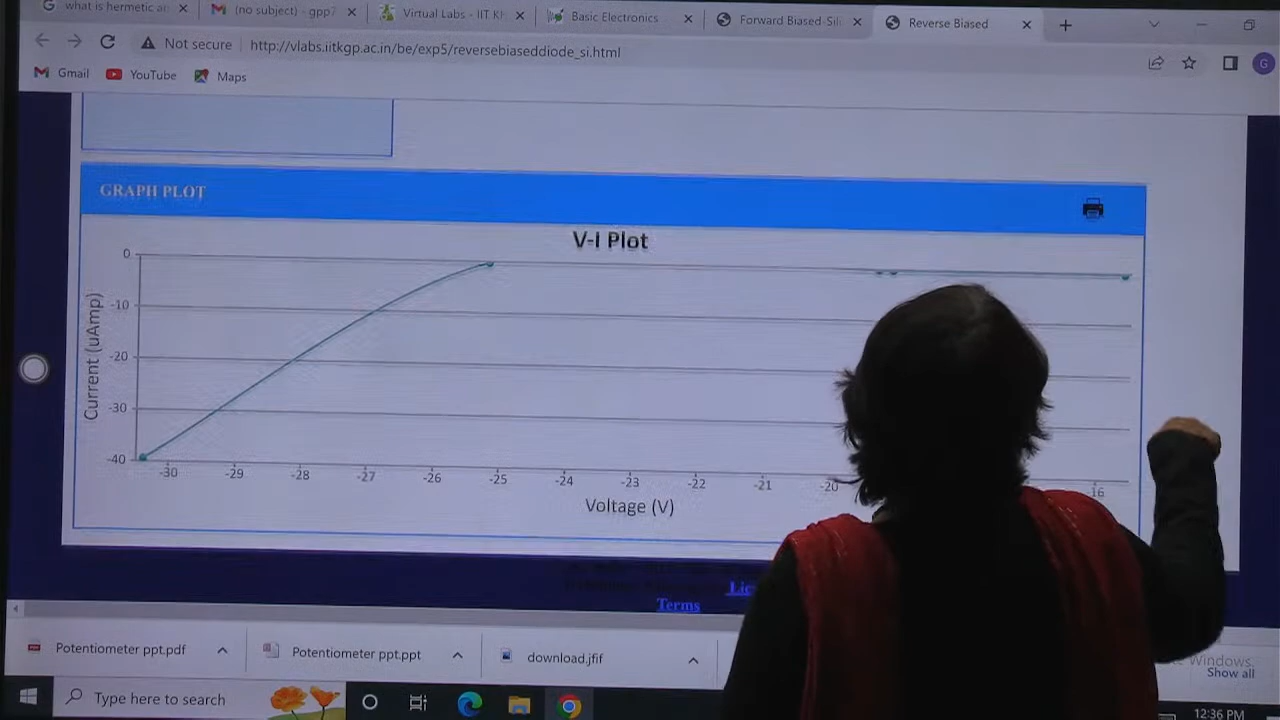 what is hermetic a
(no subject) - gpp7
Virtual Labs - IIT Kh
Basic Electronics
Forward Biased-Sili
Reverse Biased
Not secure
http://vlabs.iitkgp.ac.in/be/exp5/reversebiaseddiode_si.html
G
Gmail
YouTube
Maps
GRAPH PLOT
V-I Plot
Current (uAmp)
0
-10
-20
-30
-40
-30 -29 -28 -27 -26 -25 -24 -23 -22 -21 -20 16
Voltage (V)
Lic
Terms
Potentiometer ppt.pdf
Potentiometer ppt.ppt
download.jfif
Windows.
Show all
Type here to search
12:36 PM